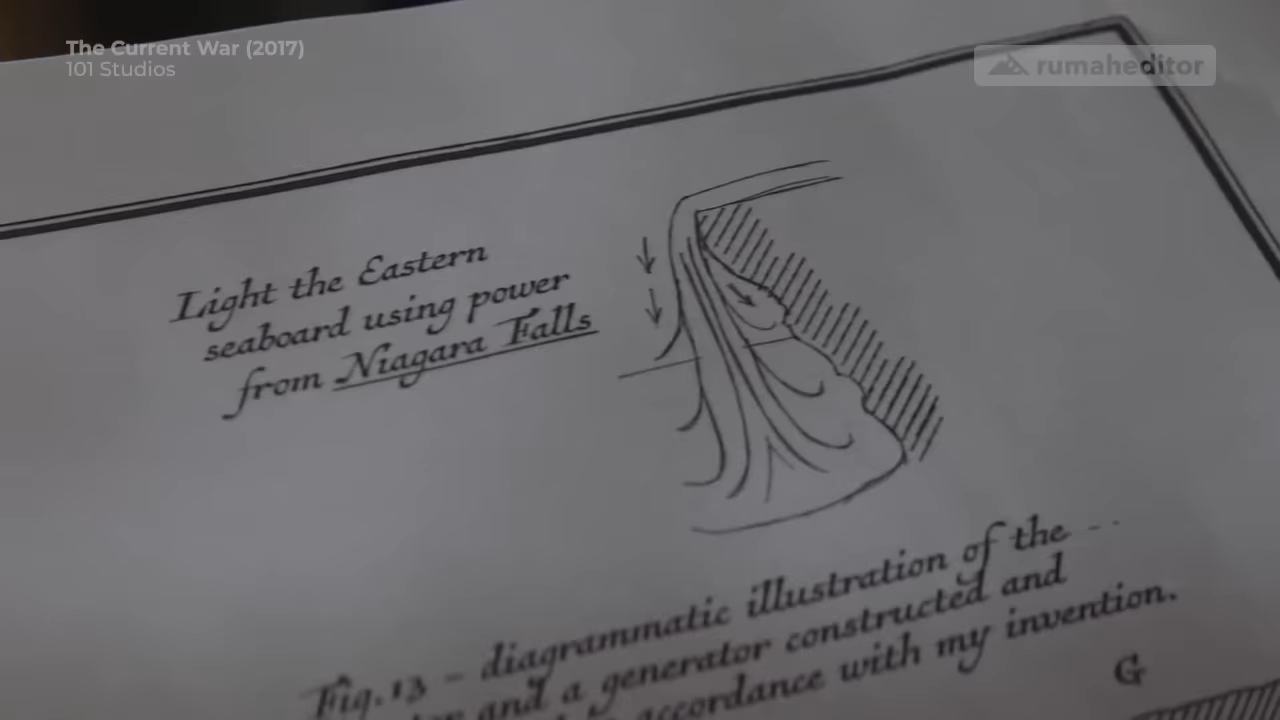 The Current War (2017)
101 Studios
rumaheditor
Light the Eastern
seaboard using power
from Niagara Falls
Fig.13 - diagrammatic illustration of the
and a generator constructed and
accordance with my invention.
G